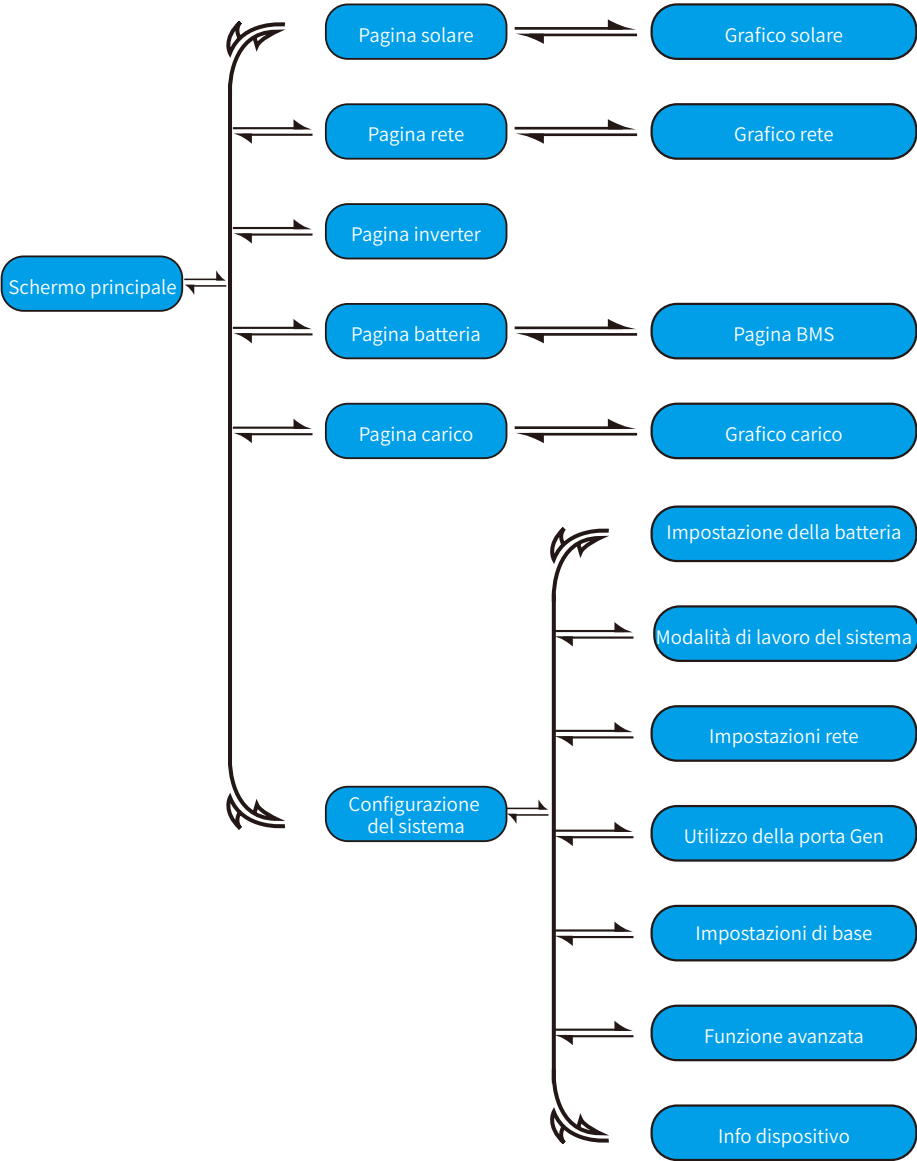 Pagina solare
Grafico solare
Pagina rete
Grafico rete
Pagina inverter
Schermo principale
Pagina batteria
Pagina BMS
Pagina carico
Grafico carico
Impostazione della batteria
Modalità di lavoro del sistema
Impostazioni rete
Configurazione
del sistema
Utilizzo della porta Gen
Impostazioni di base
Funzione avanzata
Info dispositivo